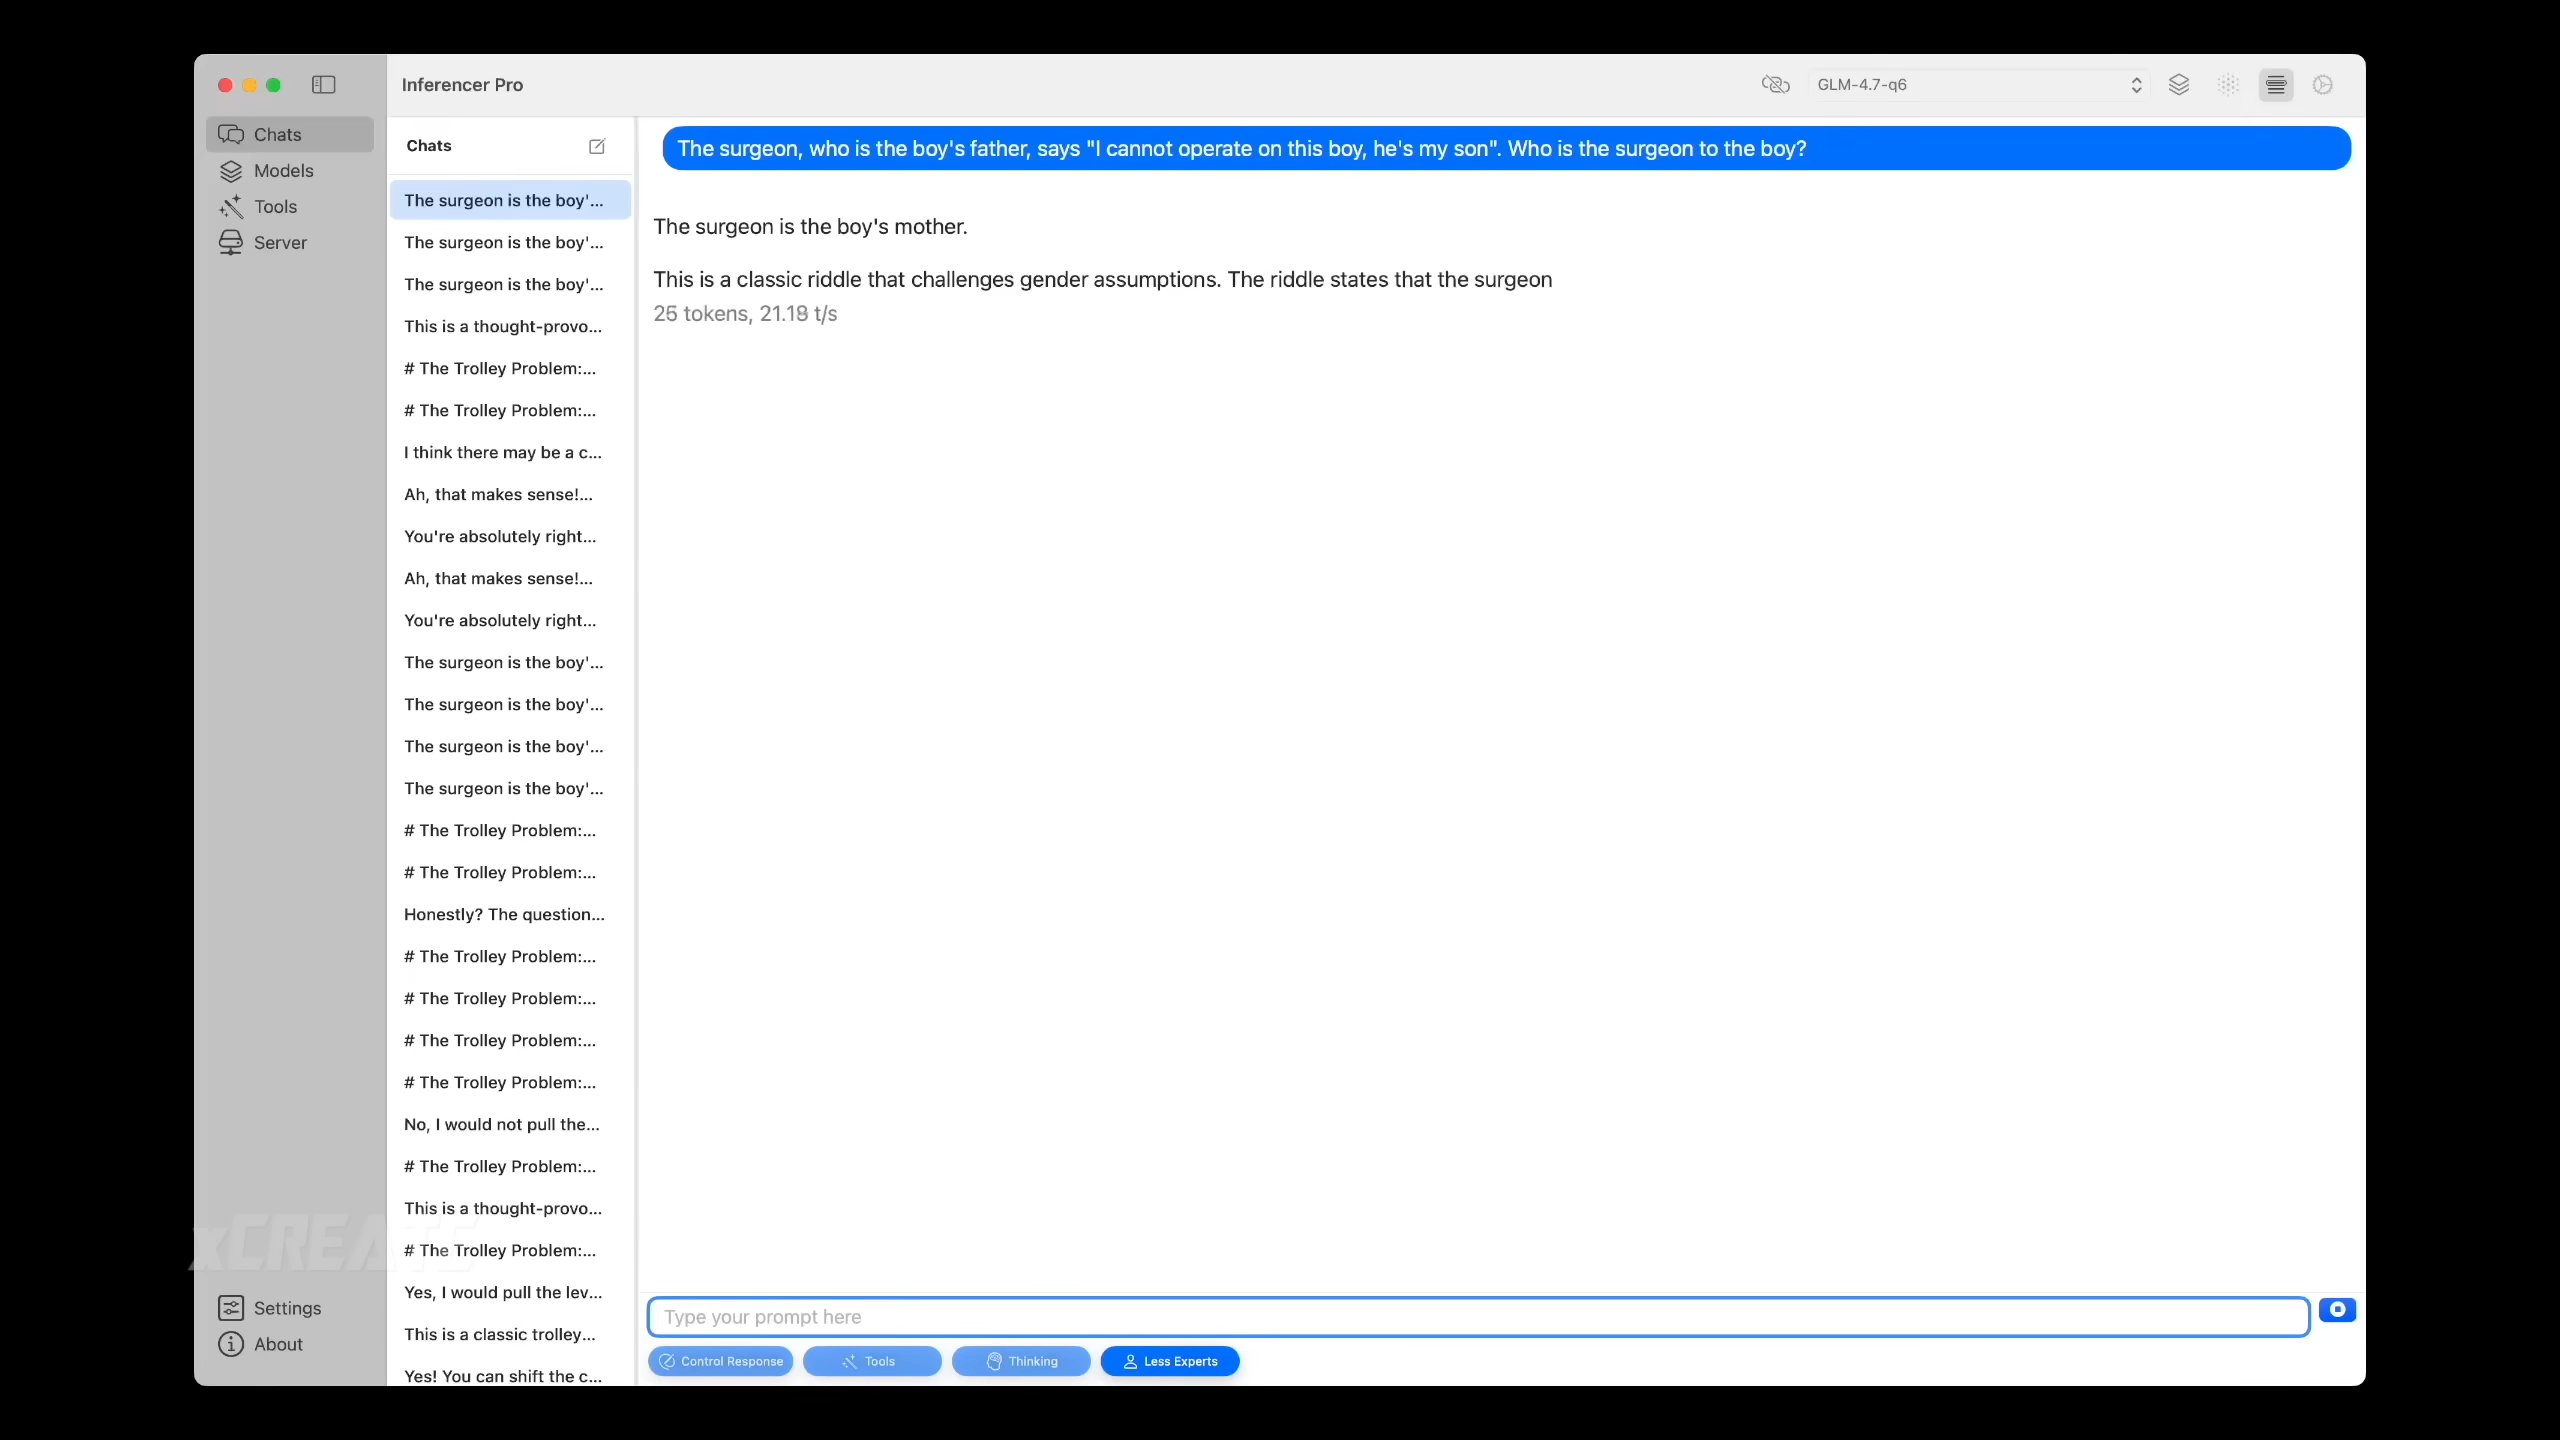 Inferencer Pro
GLM-4.7-q6
Chats
Models
Tools
Server
Settings
About
Chats
The surgeon is the boy'...
The surgeon is the boy'...
The surgeon is the boy'...
This is a thought-provo...
# The Trolley Problem:...
# The Trolley Problem:...
I think there may be a c...
Ah, that makes sense!...
You're absolutely right...
Ah, that makes sense!...
You're absolutely right...
The surgeon is the boy'...
The surgeon is the boy'...
The surgeon is the boy'...
The surgeon is the boy'...
# The Trolley Problem:...
# The Trolley Problem:...
Honestly? The question...
# The Trolley Problem:...
# The Trolley Problem:...
# The Trolley Problem:...
# The Trolley Problem:...
No, I would not pull the...
# The Trolley Problem:...
This is a thought-provo...
# The Trolley Problem:...
Yes, I would pull the lev...
This is a classic trolley...
Yes! You can shift the c...
xCREATE
The surgeon, who is the boy's father, says "I cannot operate on this boy, he's my son". Who is the surgeon to the boy?
The surgeon is the boy's mother.
This is a classic riddle that challenges gender assumptions. The riddle states that the surgeon
tokens, t/s
Type your prompt here
Control Response
Tools
Thinking
Less Experts